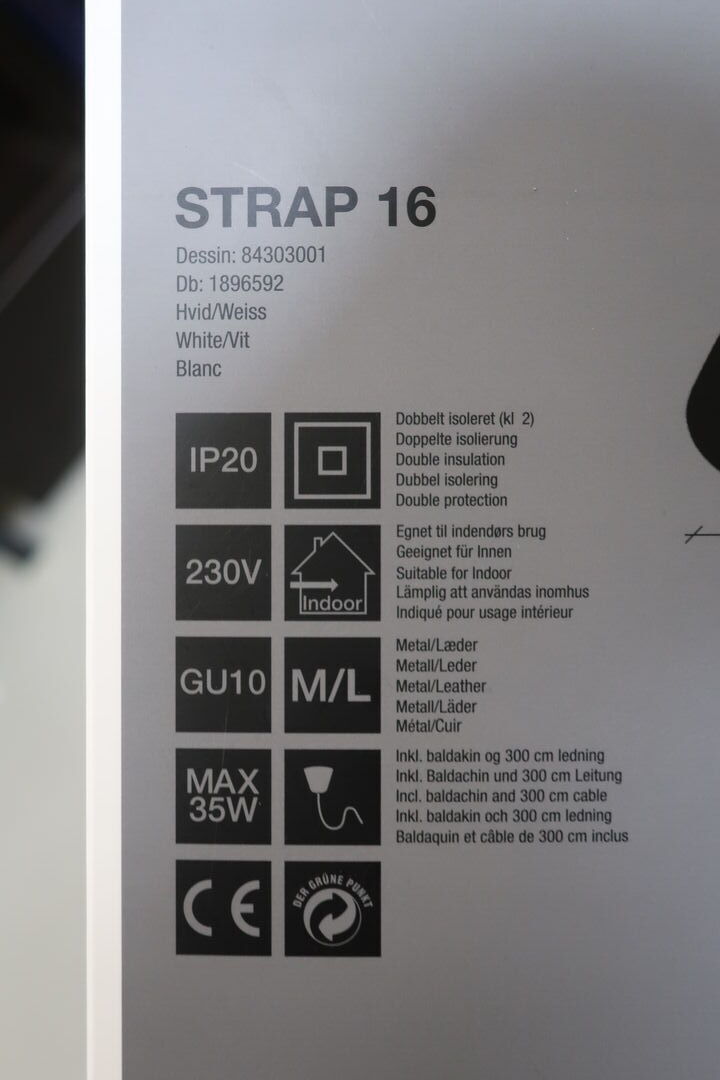 STRAP 16
Dessin: 84303001
Db: 1896592
Hvid/Weiss
White/Vit
Blanc
IP20
Dobbelt isoleret (kl 2)
Doppelte isolierung
Double insulation
Dubbel isolering
Double protection
230V
Indoor
Egnet til indendørs brug
Geeignet für Innen
Suitable for Indoor
Lämplig att användas inomhus
Indiqué pour usage intérieur
GU10
M/L
Metal/Læder
Metall/Leder
Metal/Leather
Metall/Läder
Métal/Cuir
MAX
35W
Inkl. baldakin og 300 cm ledning
Inkl. Baldachin und 300 cm Leitung
Incl. baldachin and 300 cm cable
Inkl. baldakin och 300 cm ledning
Baldaquin et câble de 300 cm inclus
CE
DER GRÜNE PUNKT